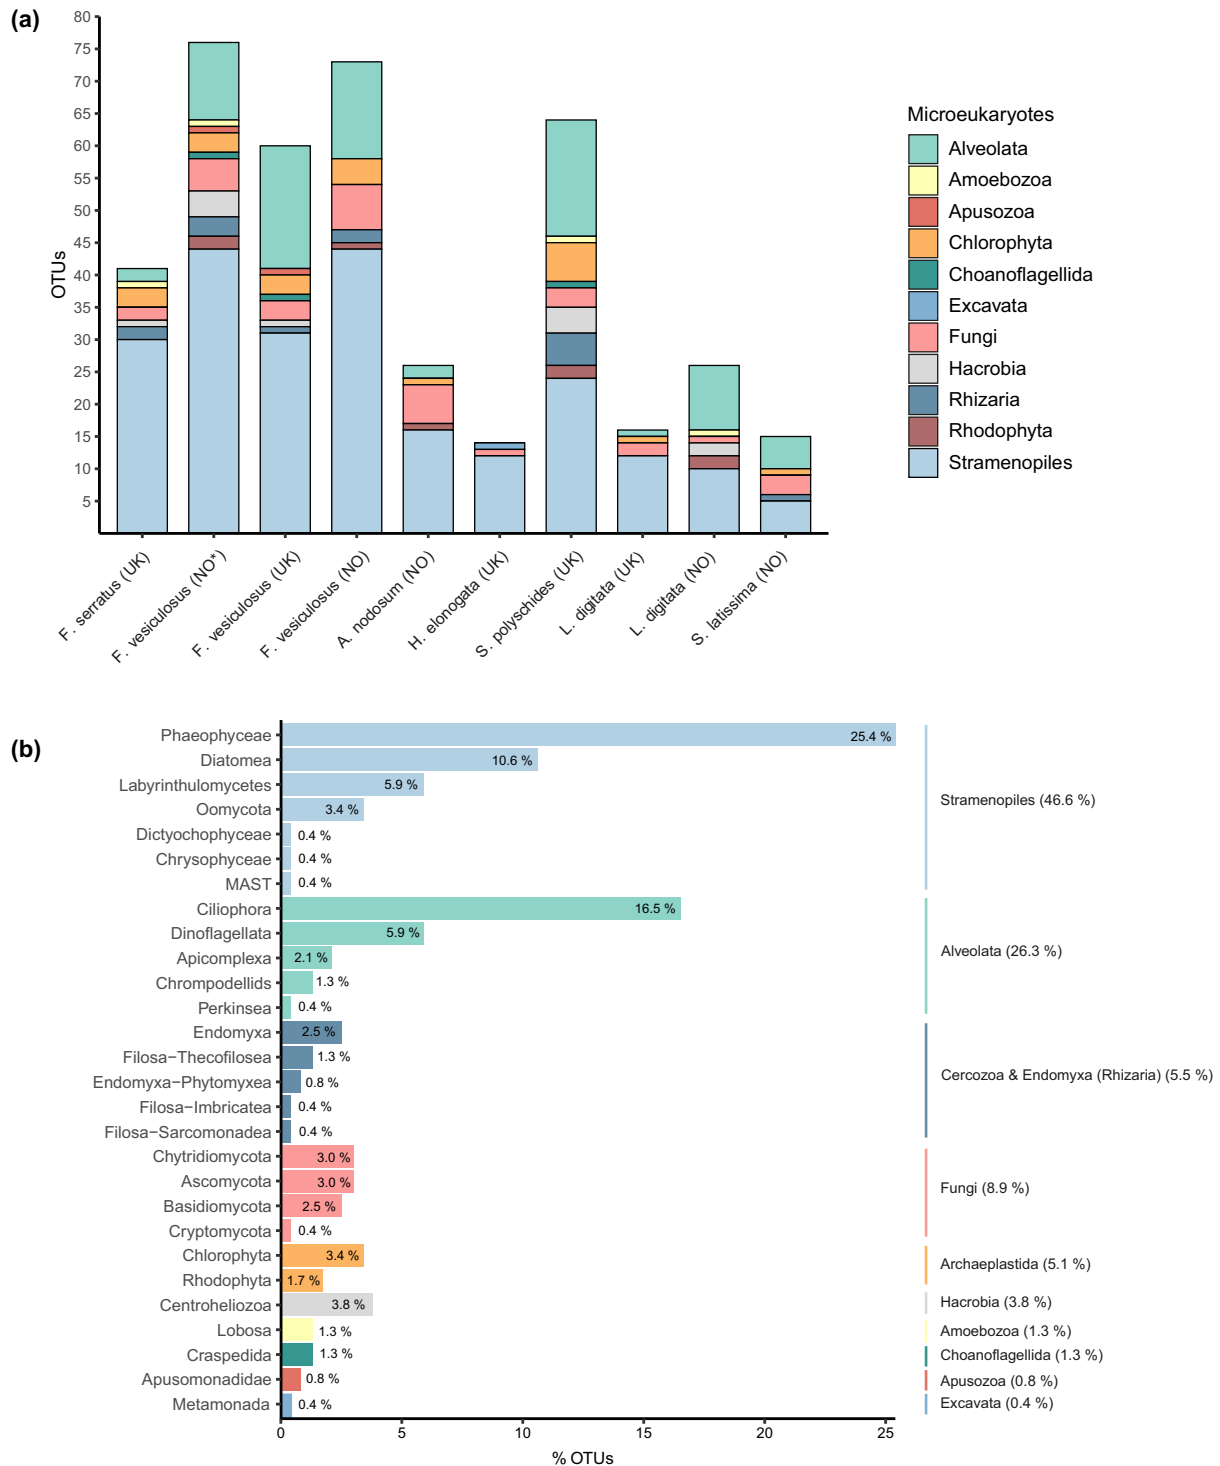 (a)
80
75
70
65
60
55
50
45
40
35
30
25
20
15
10
5
OTUs
F. serratus (UK)
F. vesiculosus (NO*)
F. vesiculosus (UK)
F. vesiculosus (NO)
A. nodosum (NO)
H. elonogata (UK)
S. polyschides (UK)
L. digitata (UK)
L. digitata (NO)
S. latissima (NO)
Microeukaryotes
Alveolata
Amoebozoa
Apusozoa
Chlorophyta
Choanoflagellida
Excavata
Fungi
Hacrobia
Rhizaria
Rhodophyta
Stramenopiles
(b)
Phaeophyceae 25.4 %
Diatomea 10.6 %
Labyrinthulomycetes 5.9 %
Oomycota 3.4 %
Dictyochophyceae 0.4 %
Chrysophyceae 0.4 %
MAST 0.4 %
Ciliophora 16.5 %
Dinoflagellata 5.9 %
Apicomplexa 2.1 %
Chrompodellids 1.3 %
Perkinsea 0.4 %
Endomyxa 2.5 %
Filosa−Thecofilosea 1.3 %
Endomyxa−Phytomyxea 0.8 %
Filosa−Imbricatea 0.4 %
Filosa−Sarcomonadea 0.4 %
Chytridiomycota 3.0 %
Ascomycota 3.0 %
Basidiomycota 2.5 %
Cryptomycota 0.4 %
Chlorophyta 3.4 %
Rhodophyta 1.7 %
Centroheliozoa 3.8 %
Lobosa 1.3 %
Craspedida 1.3 %
Apusomonadidae 0.8 %
Metamonada 0.4 %
0 5 10 15 20 25
% OTUs
Stramenopiles (46.6 %)
Alveolata (26.3 %)
Cercozoa & Endomyxa (Rhizaria) (5.5 %)
Fungi (8.9 %)
Archaeplastida (5.1 %)
Hacrobia (3.8 %)
Amoebozoa (1.3 %)
Choanoflagellida (1.3 %)
Apusozoa (0.8 %)
Excavata (0.4 %)